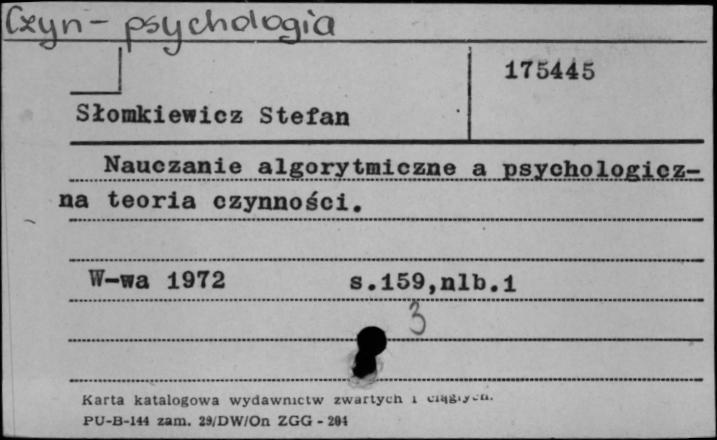 Czyn - psychologia
175445
Słomkiewicz Stefan
Nauczanie algorytmiczne a psychologicz-
na teoria czynności.
W-wa 1972 s.159,nlb.1
3
Karta katalogowa wydawnictw zwartych i ciągłych.
PU-B-144 zam. 29/DW/On ZGG - 204